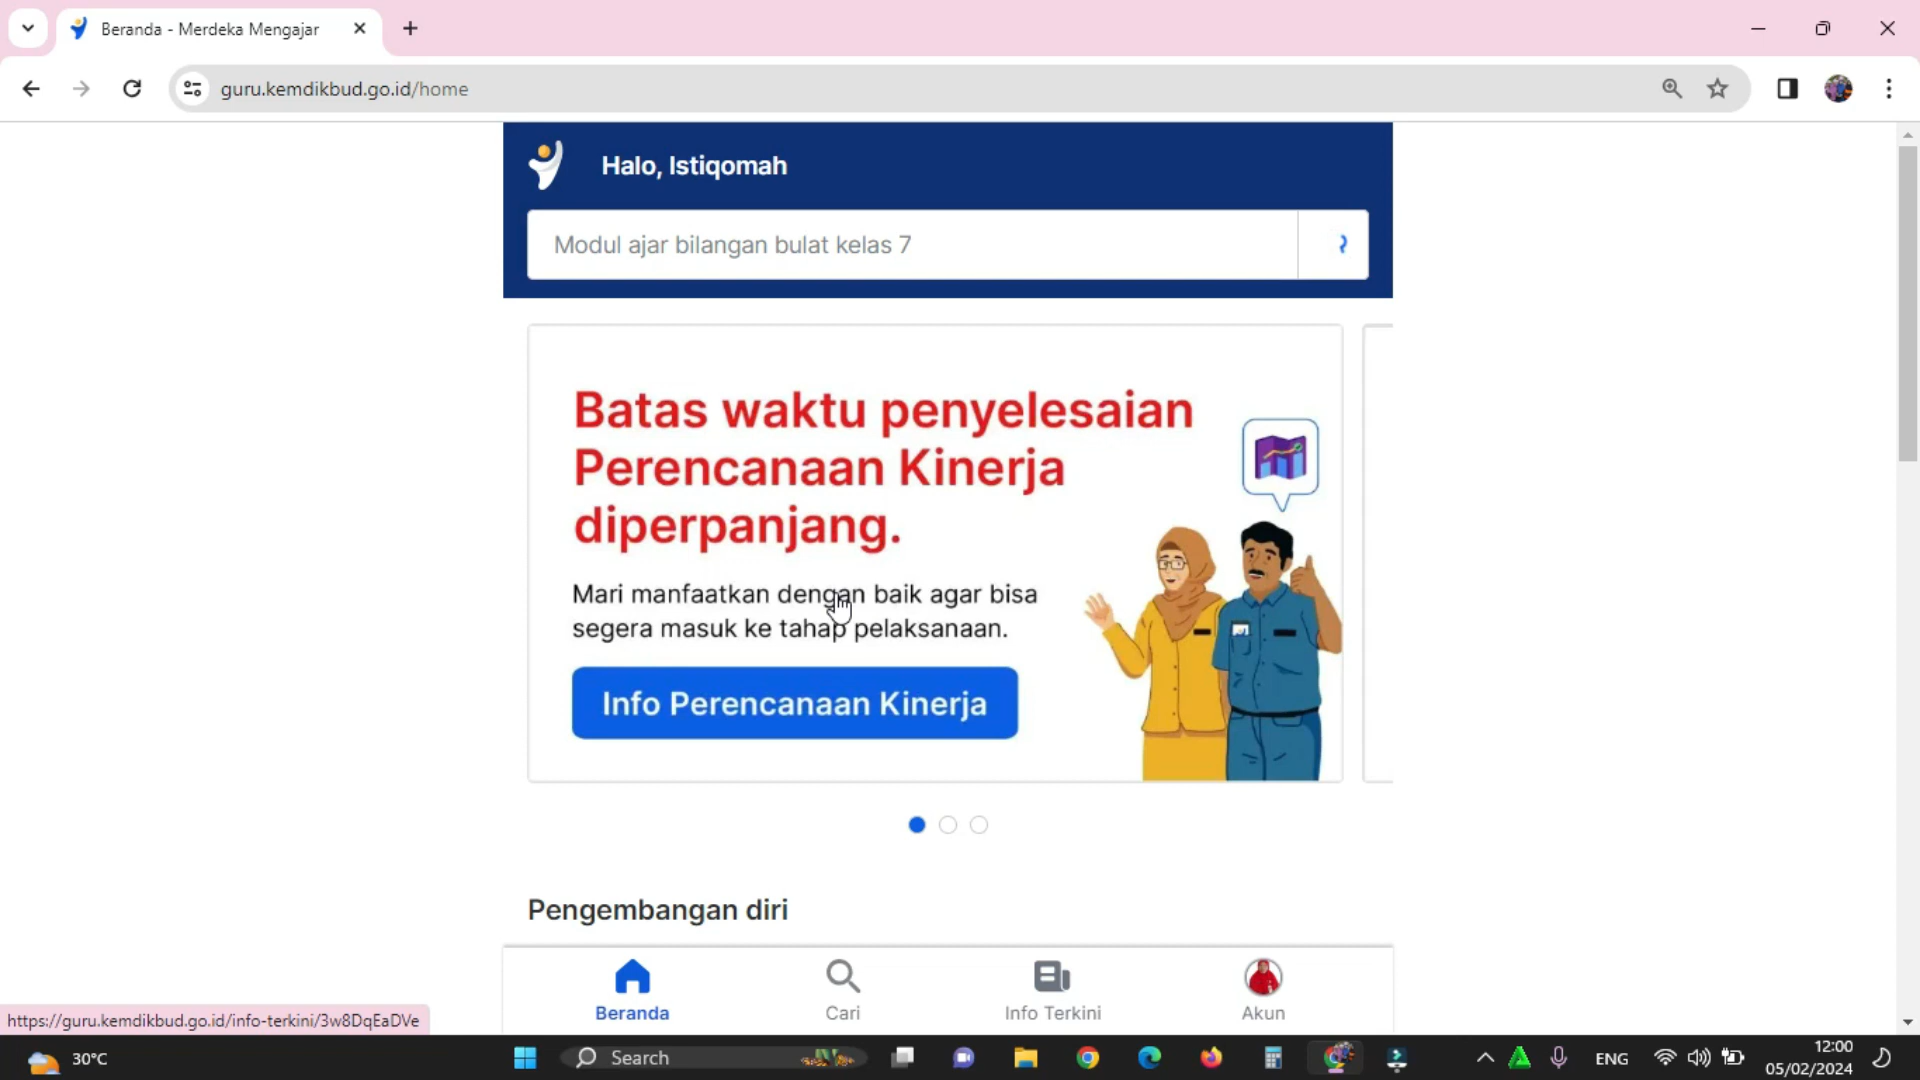 Beranda - Merdeka Mengajar
guru.kemdikbud.go.id/home
Halo, Istiqomah
Modul ajar bilangan bulat kelas 7
Batas waktu penyelesaian
Perencanaan Kinerja
diperpanjang.
Mari manfaatkan dengan baik agar bisa
segera masuk ke tahap pelaksanaan.
Info Perencanaan Kinerja
Pengembangan diri
Beranda
Cari
Info Terkini
Akun
https://guru.kemdikbud.go.id/info-terkini/3w8DqEaDVe
30°C
Search
ENG
12:00
05/02/2024